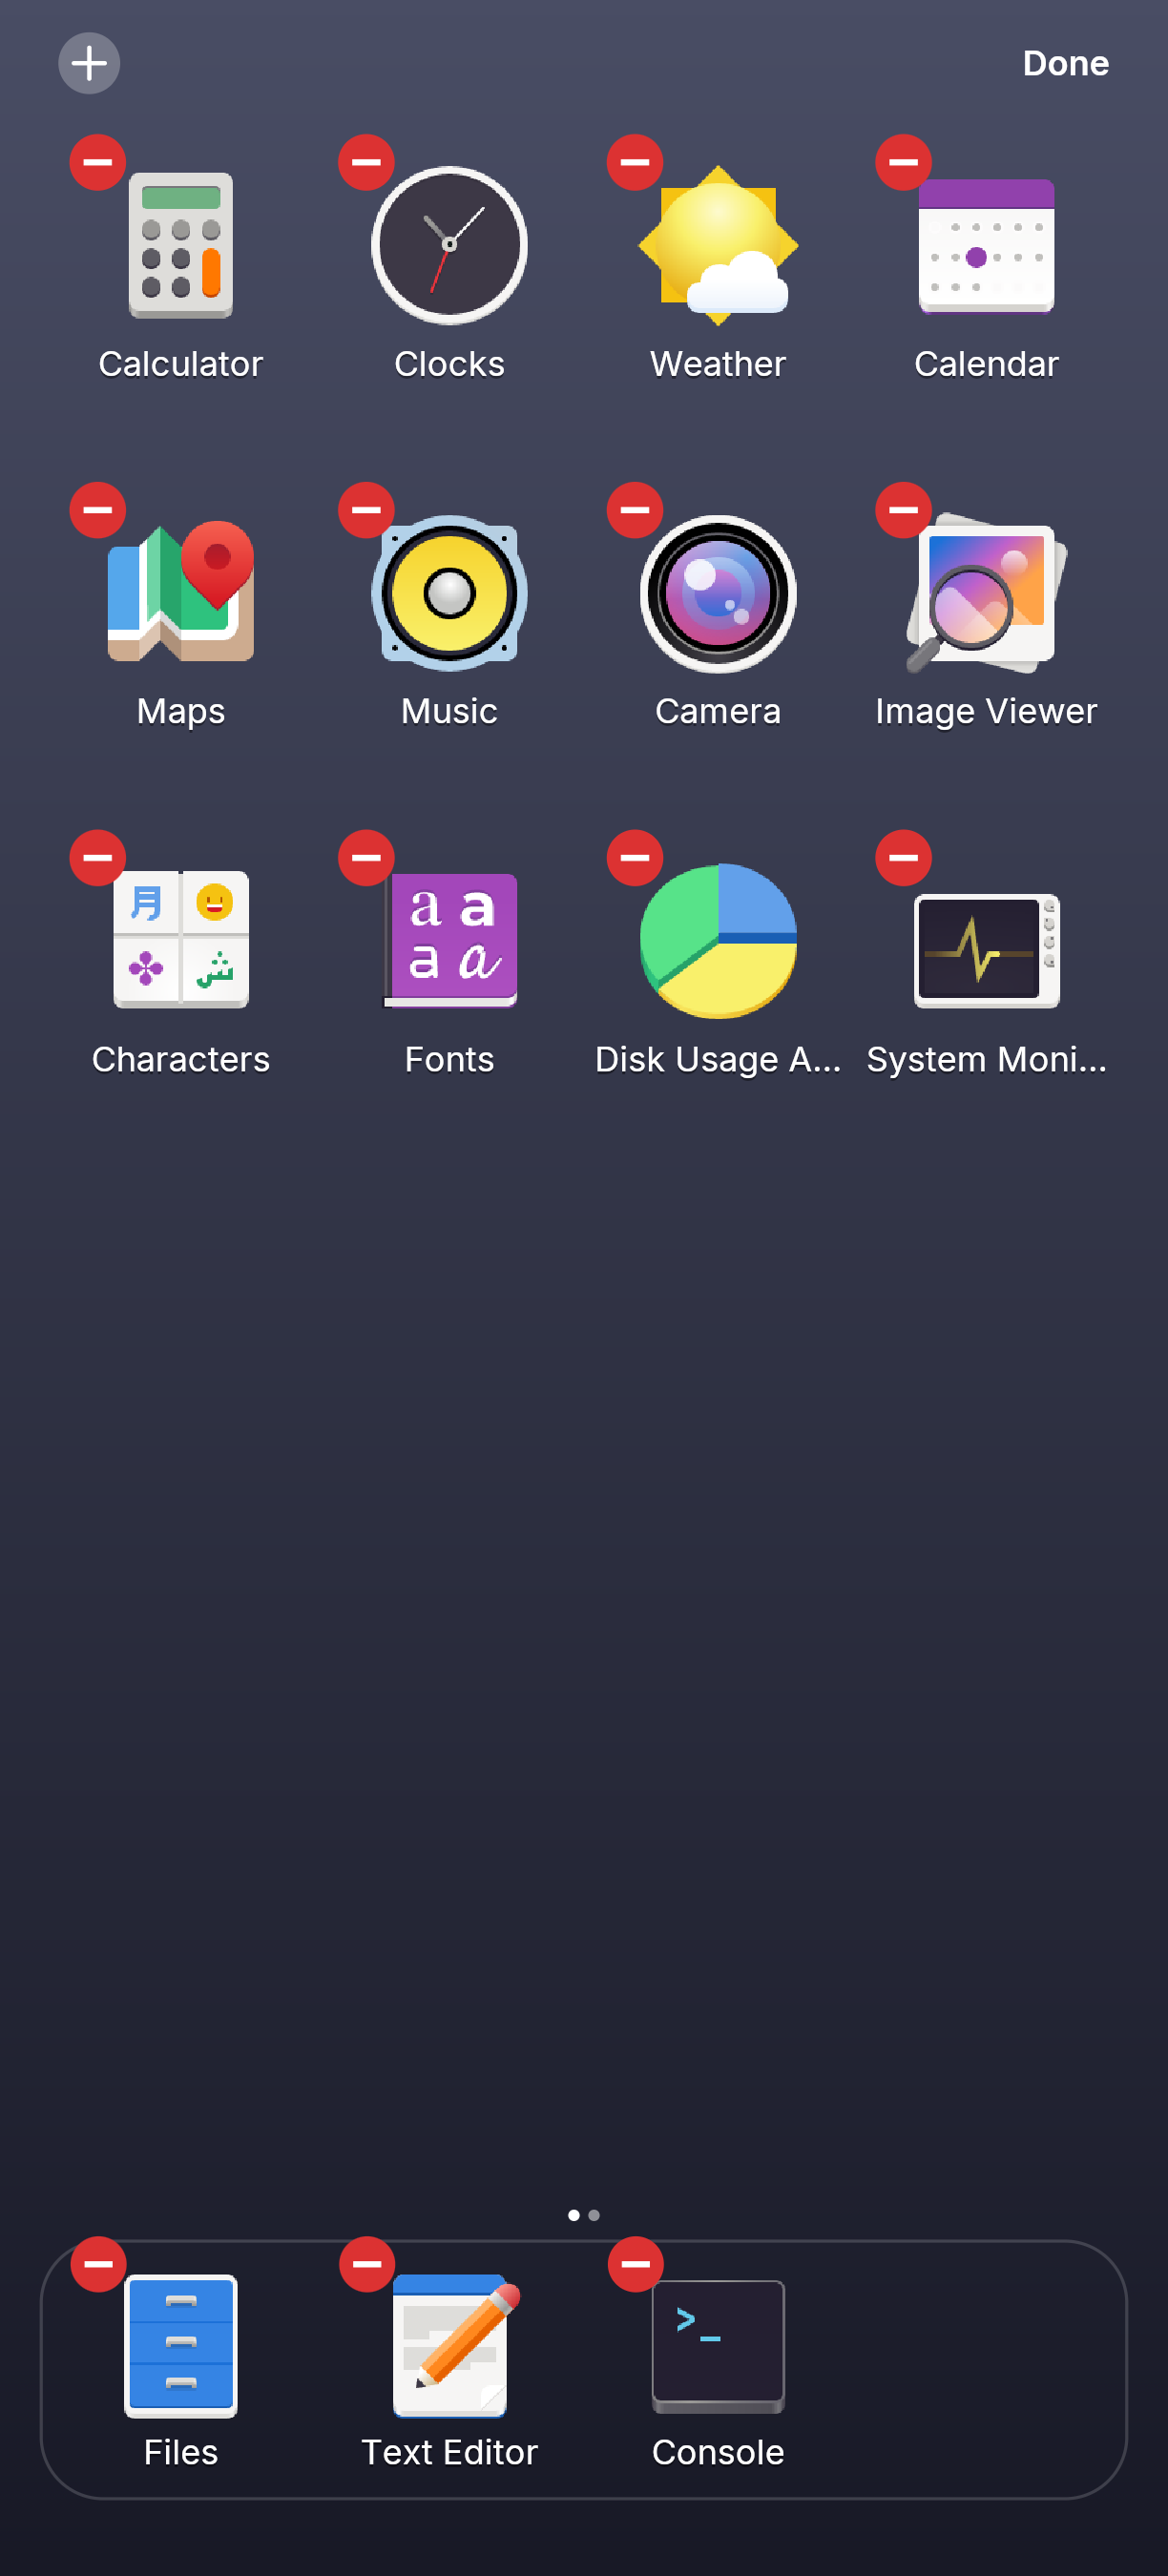 Done
Calculator
Clocks
Weather
Calendar
Maps
Music
Camera
Image Viewer
月
ش
a a
a a
Characters
Fonts
Disk Usage A...
System Moni...
>_
Files
Text Editor
Console